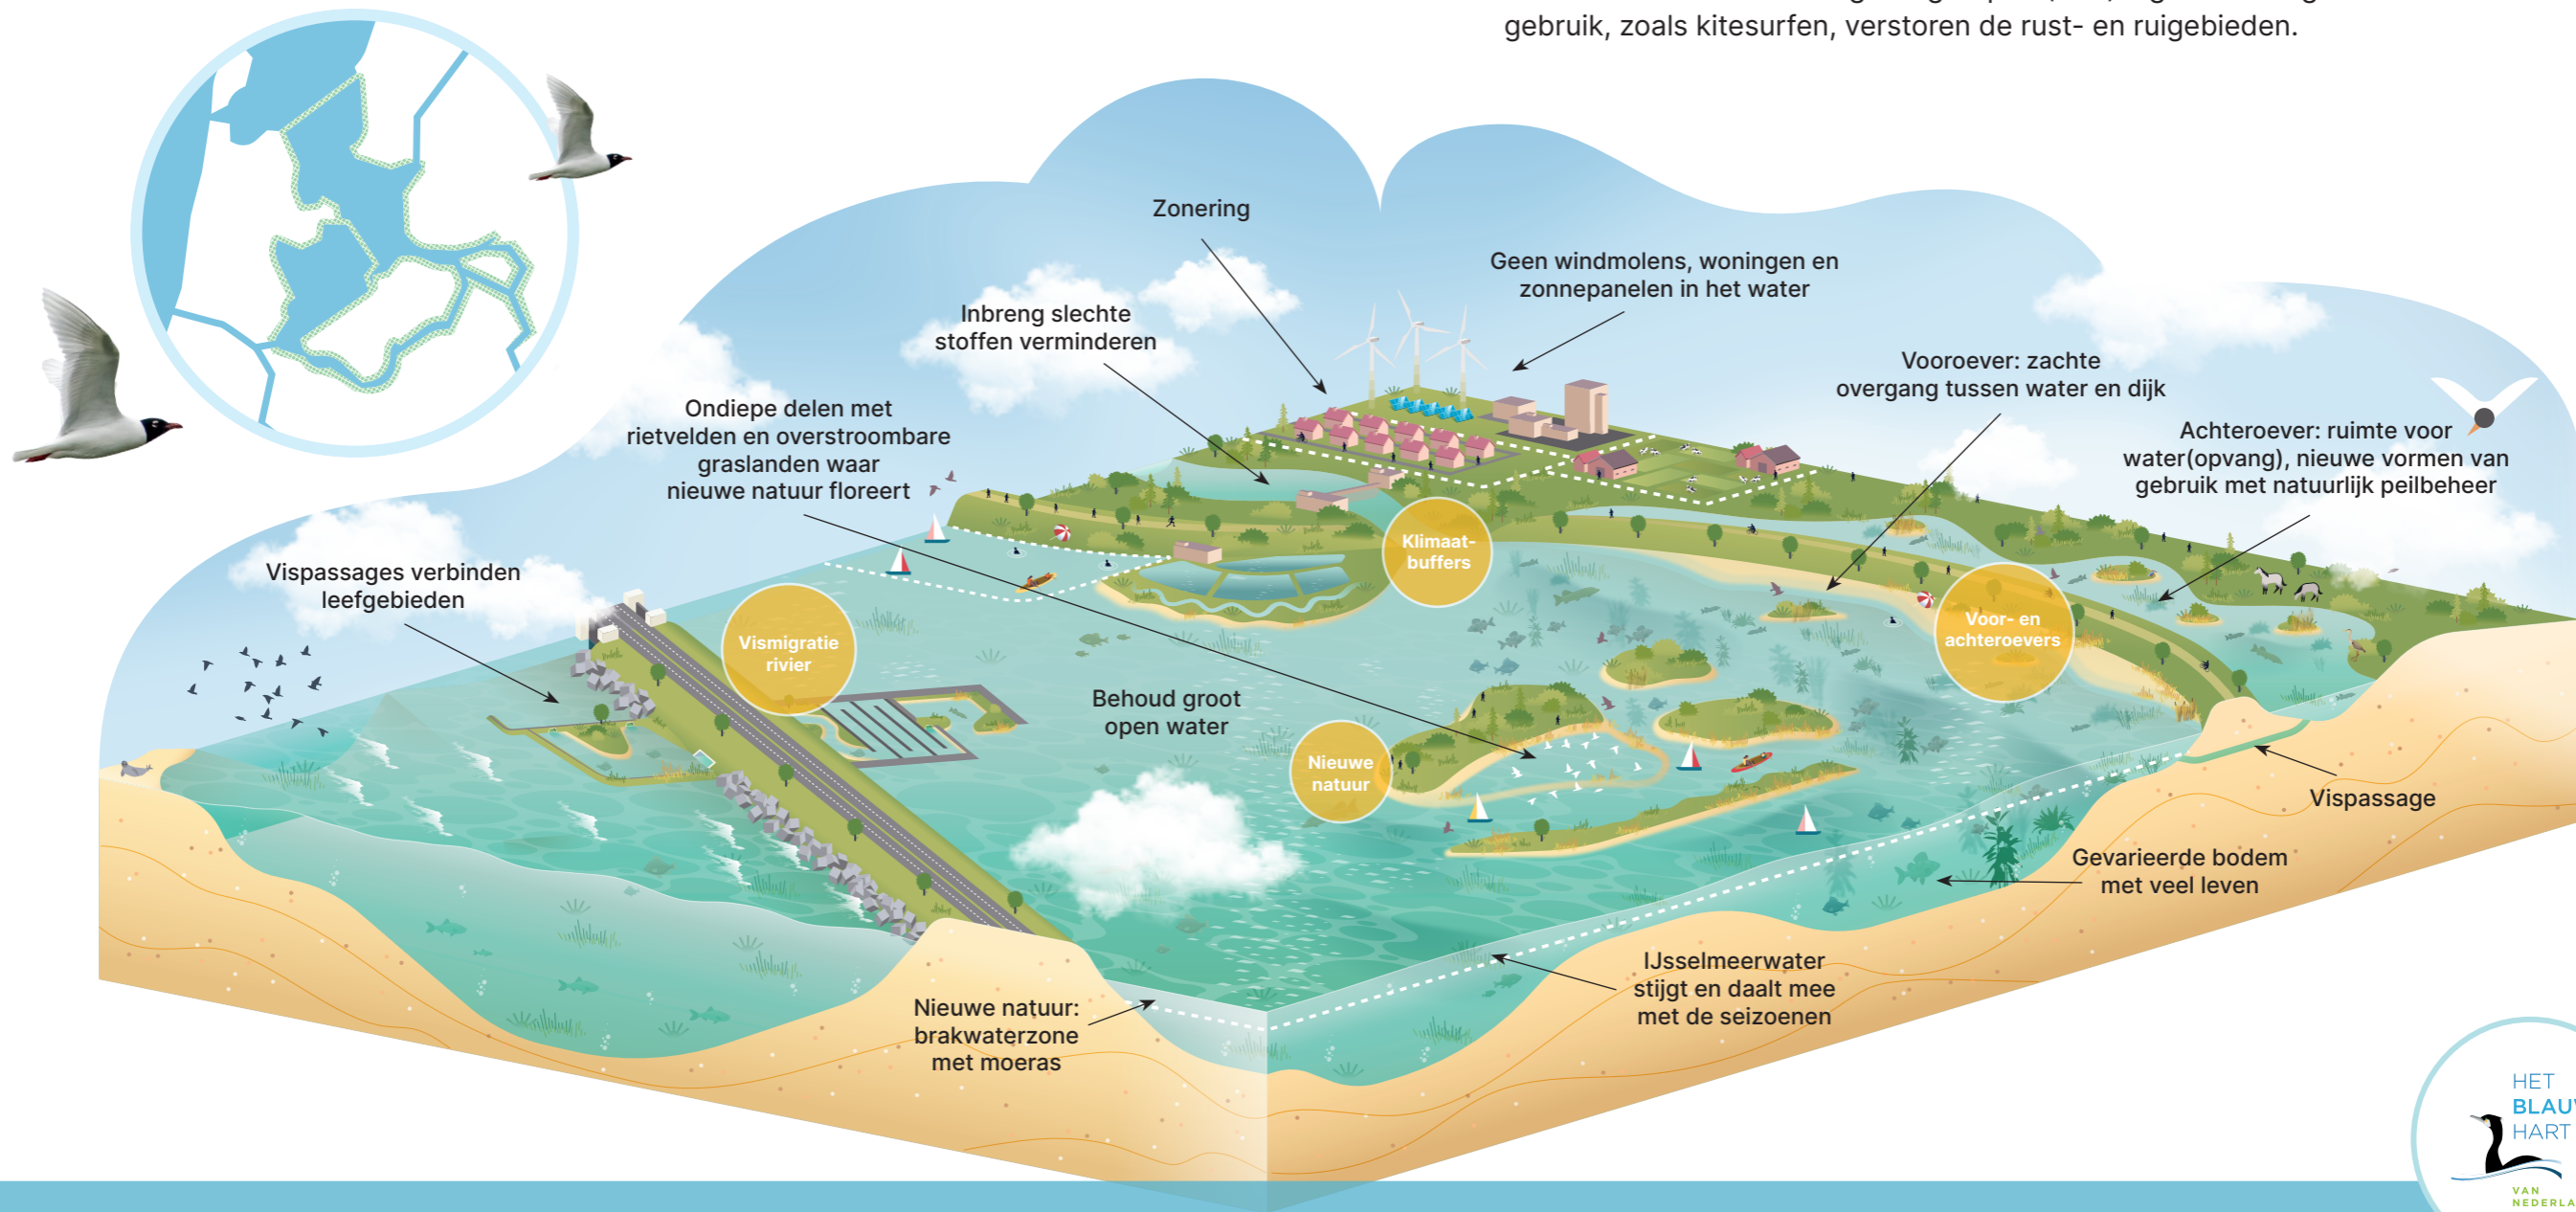 gebruik, zoals kitesurfen, verstoren de rust- en ruigebieden.
Zonering
Geen windmolens, woningen en
zonnepanelen in het water
Inbreng slechte
stoffen verminderen
Vooroever: zachte
overgang tussen water en dijk
Ondiepe delen met
rietvelden en overstroombare
graslanden waar
nieuwe natuur floreert
Achteroever: ruimte voor
water(opvang), nieuwe vormen van
gebruik met natuurlijk peilbeheer
Vispassages verbinden
leefgebieden
Klimaat-
buffers
Vismigratie
rivier
Voor- en
achteroevers
Behoud groot
open water
Nieuwe
natuur
Vispassage
Gevarieerde bodem
met veel leven
IJsselmeerwater
stijgt en daalt mee
met de seizoenen
Nieuwe natuur:
brakwaterzone
met moeras
HET
HART
VAN